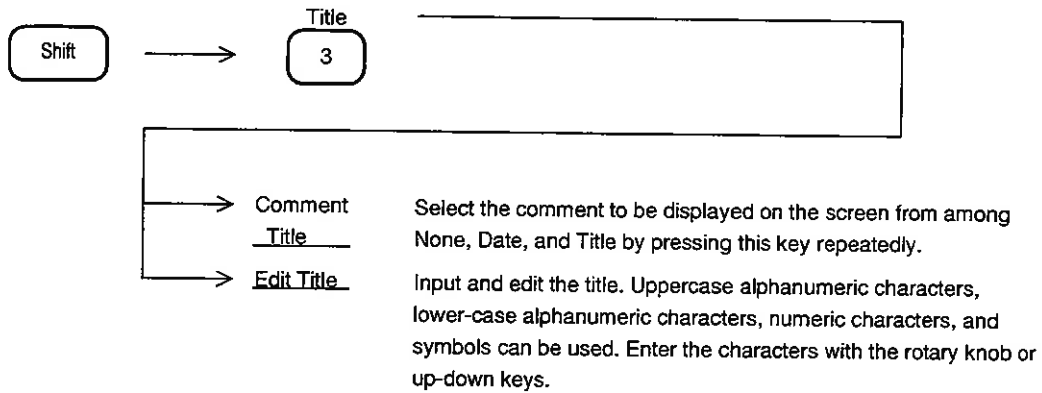 Title
Shift
3
Comment
Title
Select the comment to be displayed on the screen from among
None, Date, and Title by pressing this key repeatedly.
Edit Title
Input and edit the title. Uppercase alphanumeric characters,
lower-case alphanumeric characters, numeric characters, and
symbols can be used. Enter the characters with the rotary knob or
up-down keys.